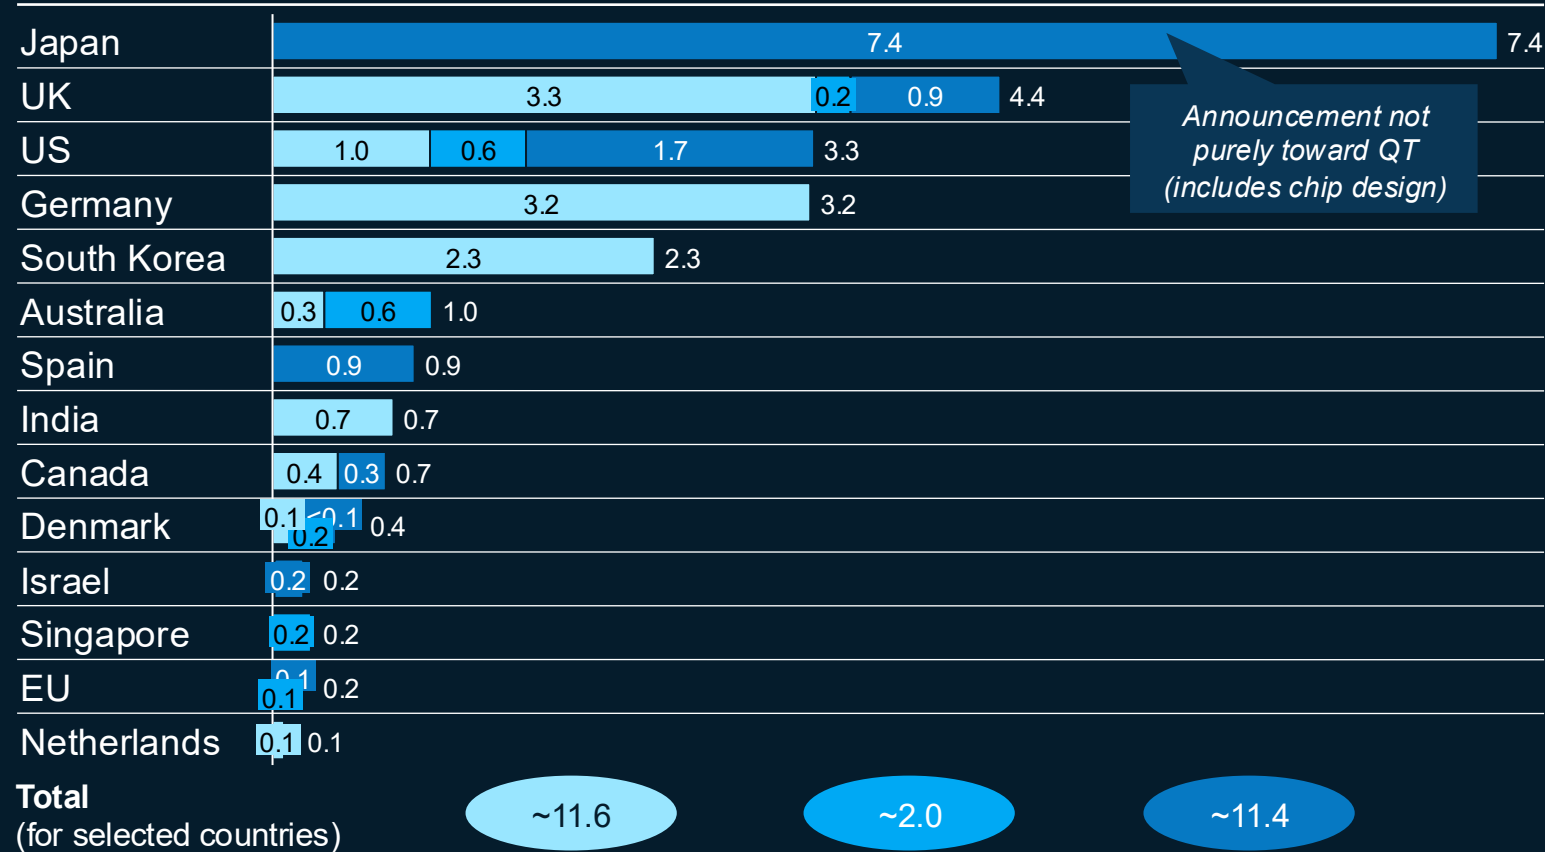 Japan 7.4 7.4
UK 3.3 0.2 0.9 4.4
Announcement not
purely toward QT
(includes chip design)
US 1.0 0.6 1.7 3.3
Germany 3.2 3.2
South Korea 2.3 2.3
Australia 0.3 0.6 1.0
Spain 0.9 0.9
India 0.7 0.7
Canada 0.4 0.3 0.7
Denmark 0.1 0.2 <0.1 0.4
Israel 0.2 0.2
Singapore 0.2 0.2
EU 0.1 0.1 0.2
Netherlands 0.1 0.1
Total
(for selected countries) ~11.6 ~2.0 ~11.4